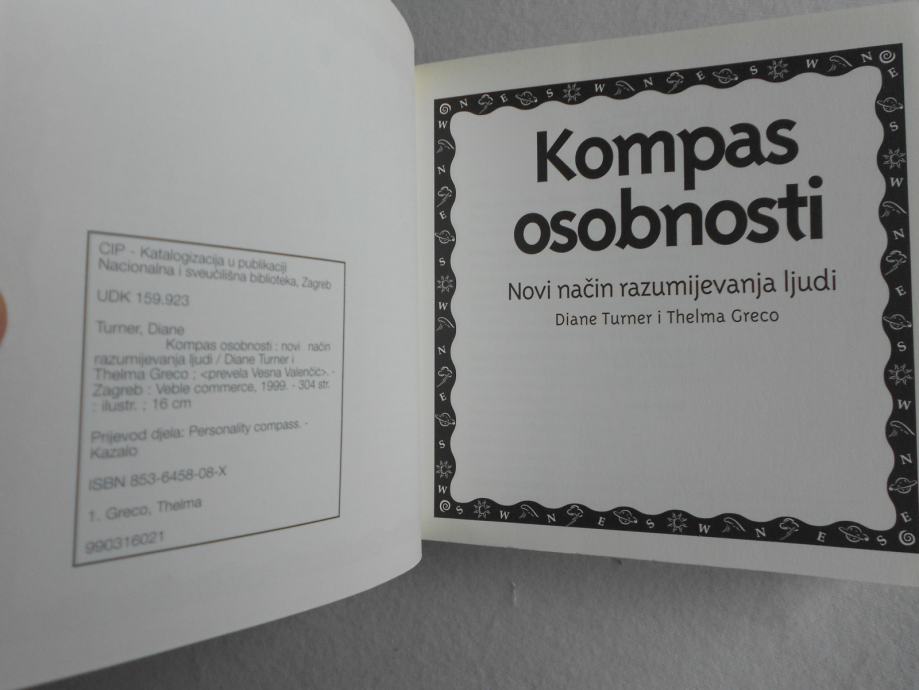 CIP - Katalogizacija u publikaciji
Nacionalna i sveučilišna biblioteka, Zagreb
UDK 159.923
Turner, Diane
Kompas osobnosti : novi način
razumijevanja ljudi / Diane Turner i
Thelma Greco ; <prevela Vesna Valenčić>. -
Zagreb : Veble commerce, 1999. - 304 str.
: ilustr. ; 16 cm
Prijevod djela: Personality compass. -
Kazalo
ISBN 853-6458-08-X
1. Greco, Thelma
990316021
Kompas
osobnosti
Novi način razumijevanja ljudi
Diane Turner i Thelma Greco